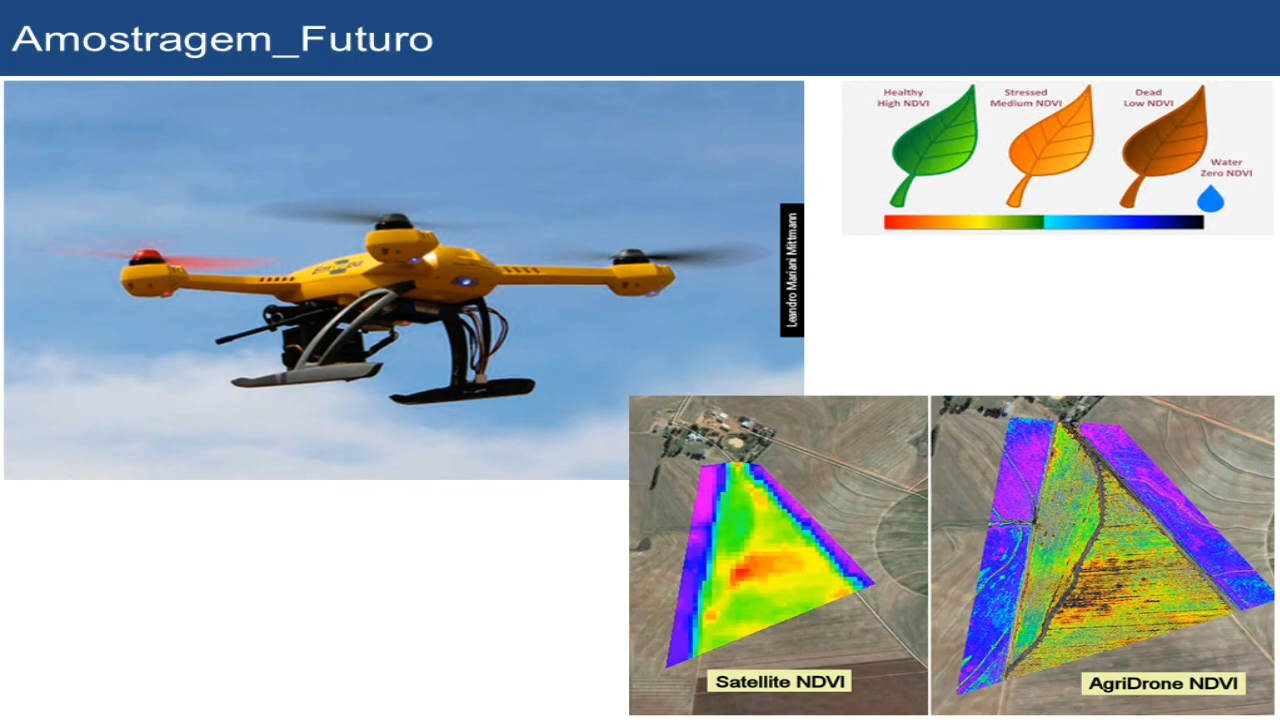 Amostragem_Futuro
Healthy
High NDVI
Stressed
Medium NDVI
Dead
Low NDVI
Water
Zero NDVI
Leandro Mariani Mittmann
Satellite NDVI
AgriDrone NDVI